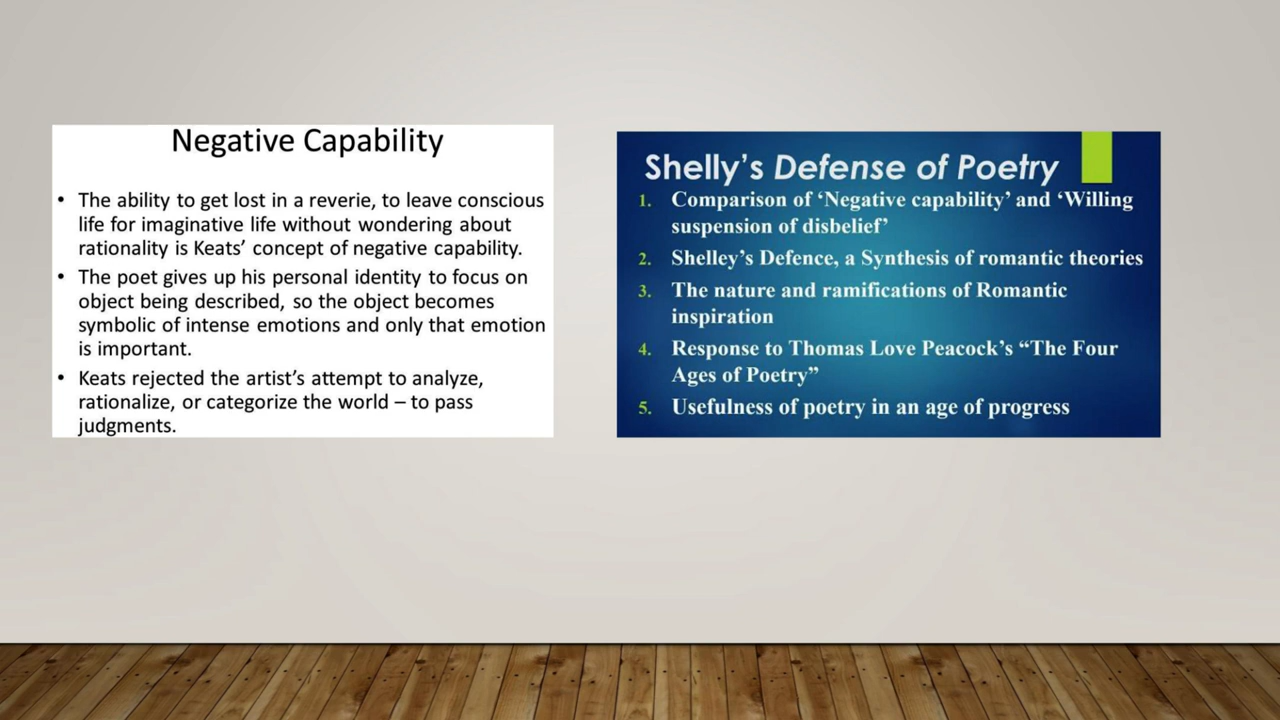 Negative Capability
• The ability to get lost in a reverie, to leave conscious
life for imaginative life without wondering about
rationality is Keats’ concept of negative capability.
• The poet gives up his personal identity to focus on
object being described, so the object becomes
symbolic of intense emotions and only that emotion
is important.
• Keats rejected the artist’s attempt to analyze,
rationalize, or categorize the world – to pass
judgments.
Shelly’s Defense of Poetry
1. Comparison of ‘Negative capability’ and ‘Willing
suspension of disbelief’
2. Shelley’s Defence, a Synthesis of romantic theories
3. The nature and ramifications of Romantic
inspiration
4. Response to Thomas Love Peacock’s “The Four
Ages of Poetry”
5. Usefulness of poetry in an age of progress